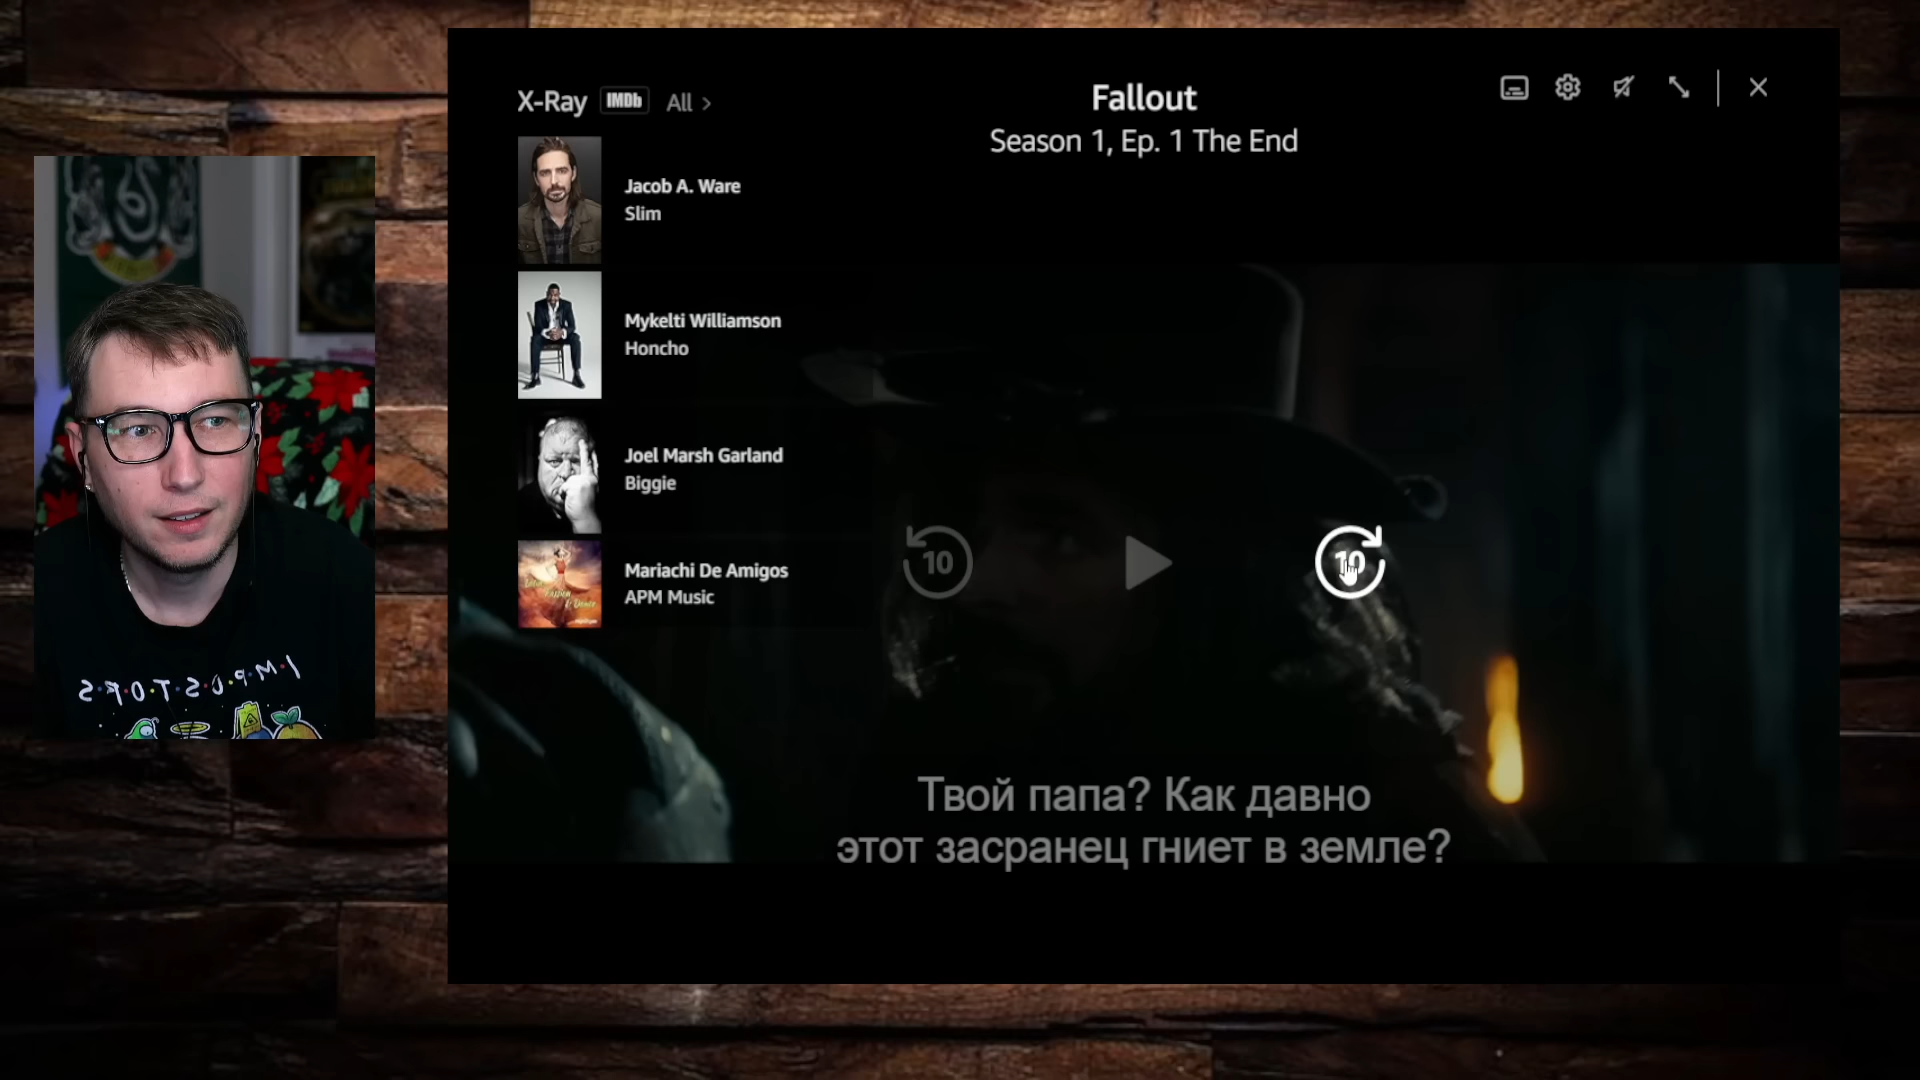 X-Ray IMDb All >
Fallout
Season 1, Ep. 1 The End
Jacob A. Ware
Slim
Mykelti Williamson
Honcho
Joel Marsh Garland
Biggie
Mariachi De Amigos
APM Music
10
10
Твой папа? Как давно
этот засранец гниет в земле?
I·M·P·O·S·T·O·R·S